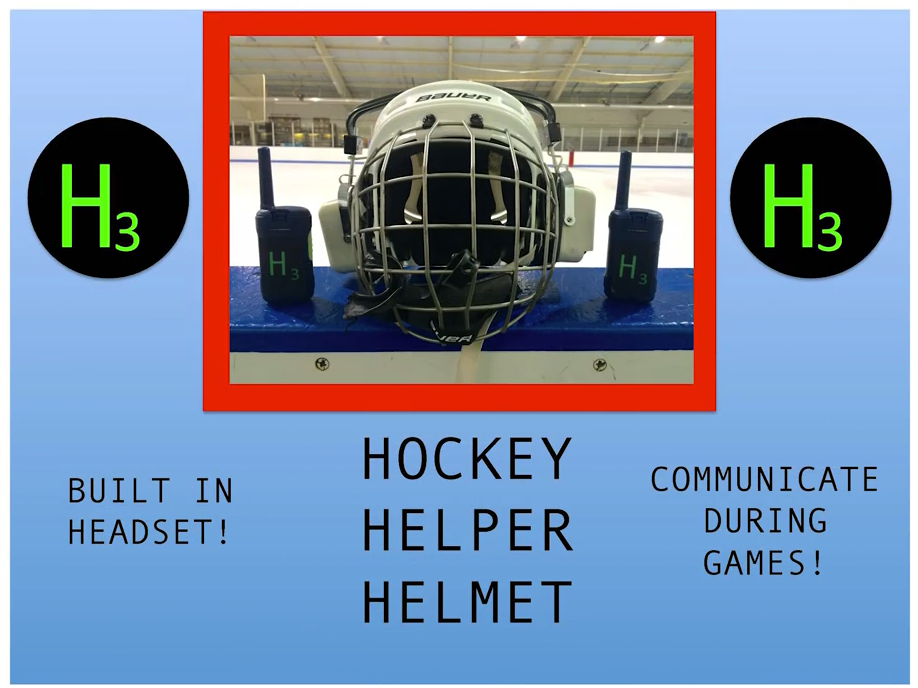 BAUER
H3
H3
H3
H3
HOCKEY
HELPER
HELMET
BUILT IN
HEADSET!
COMMUNICATE
DURING
GAMES!